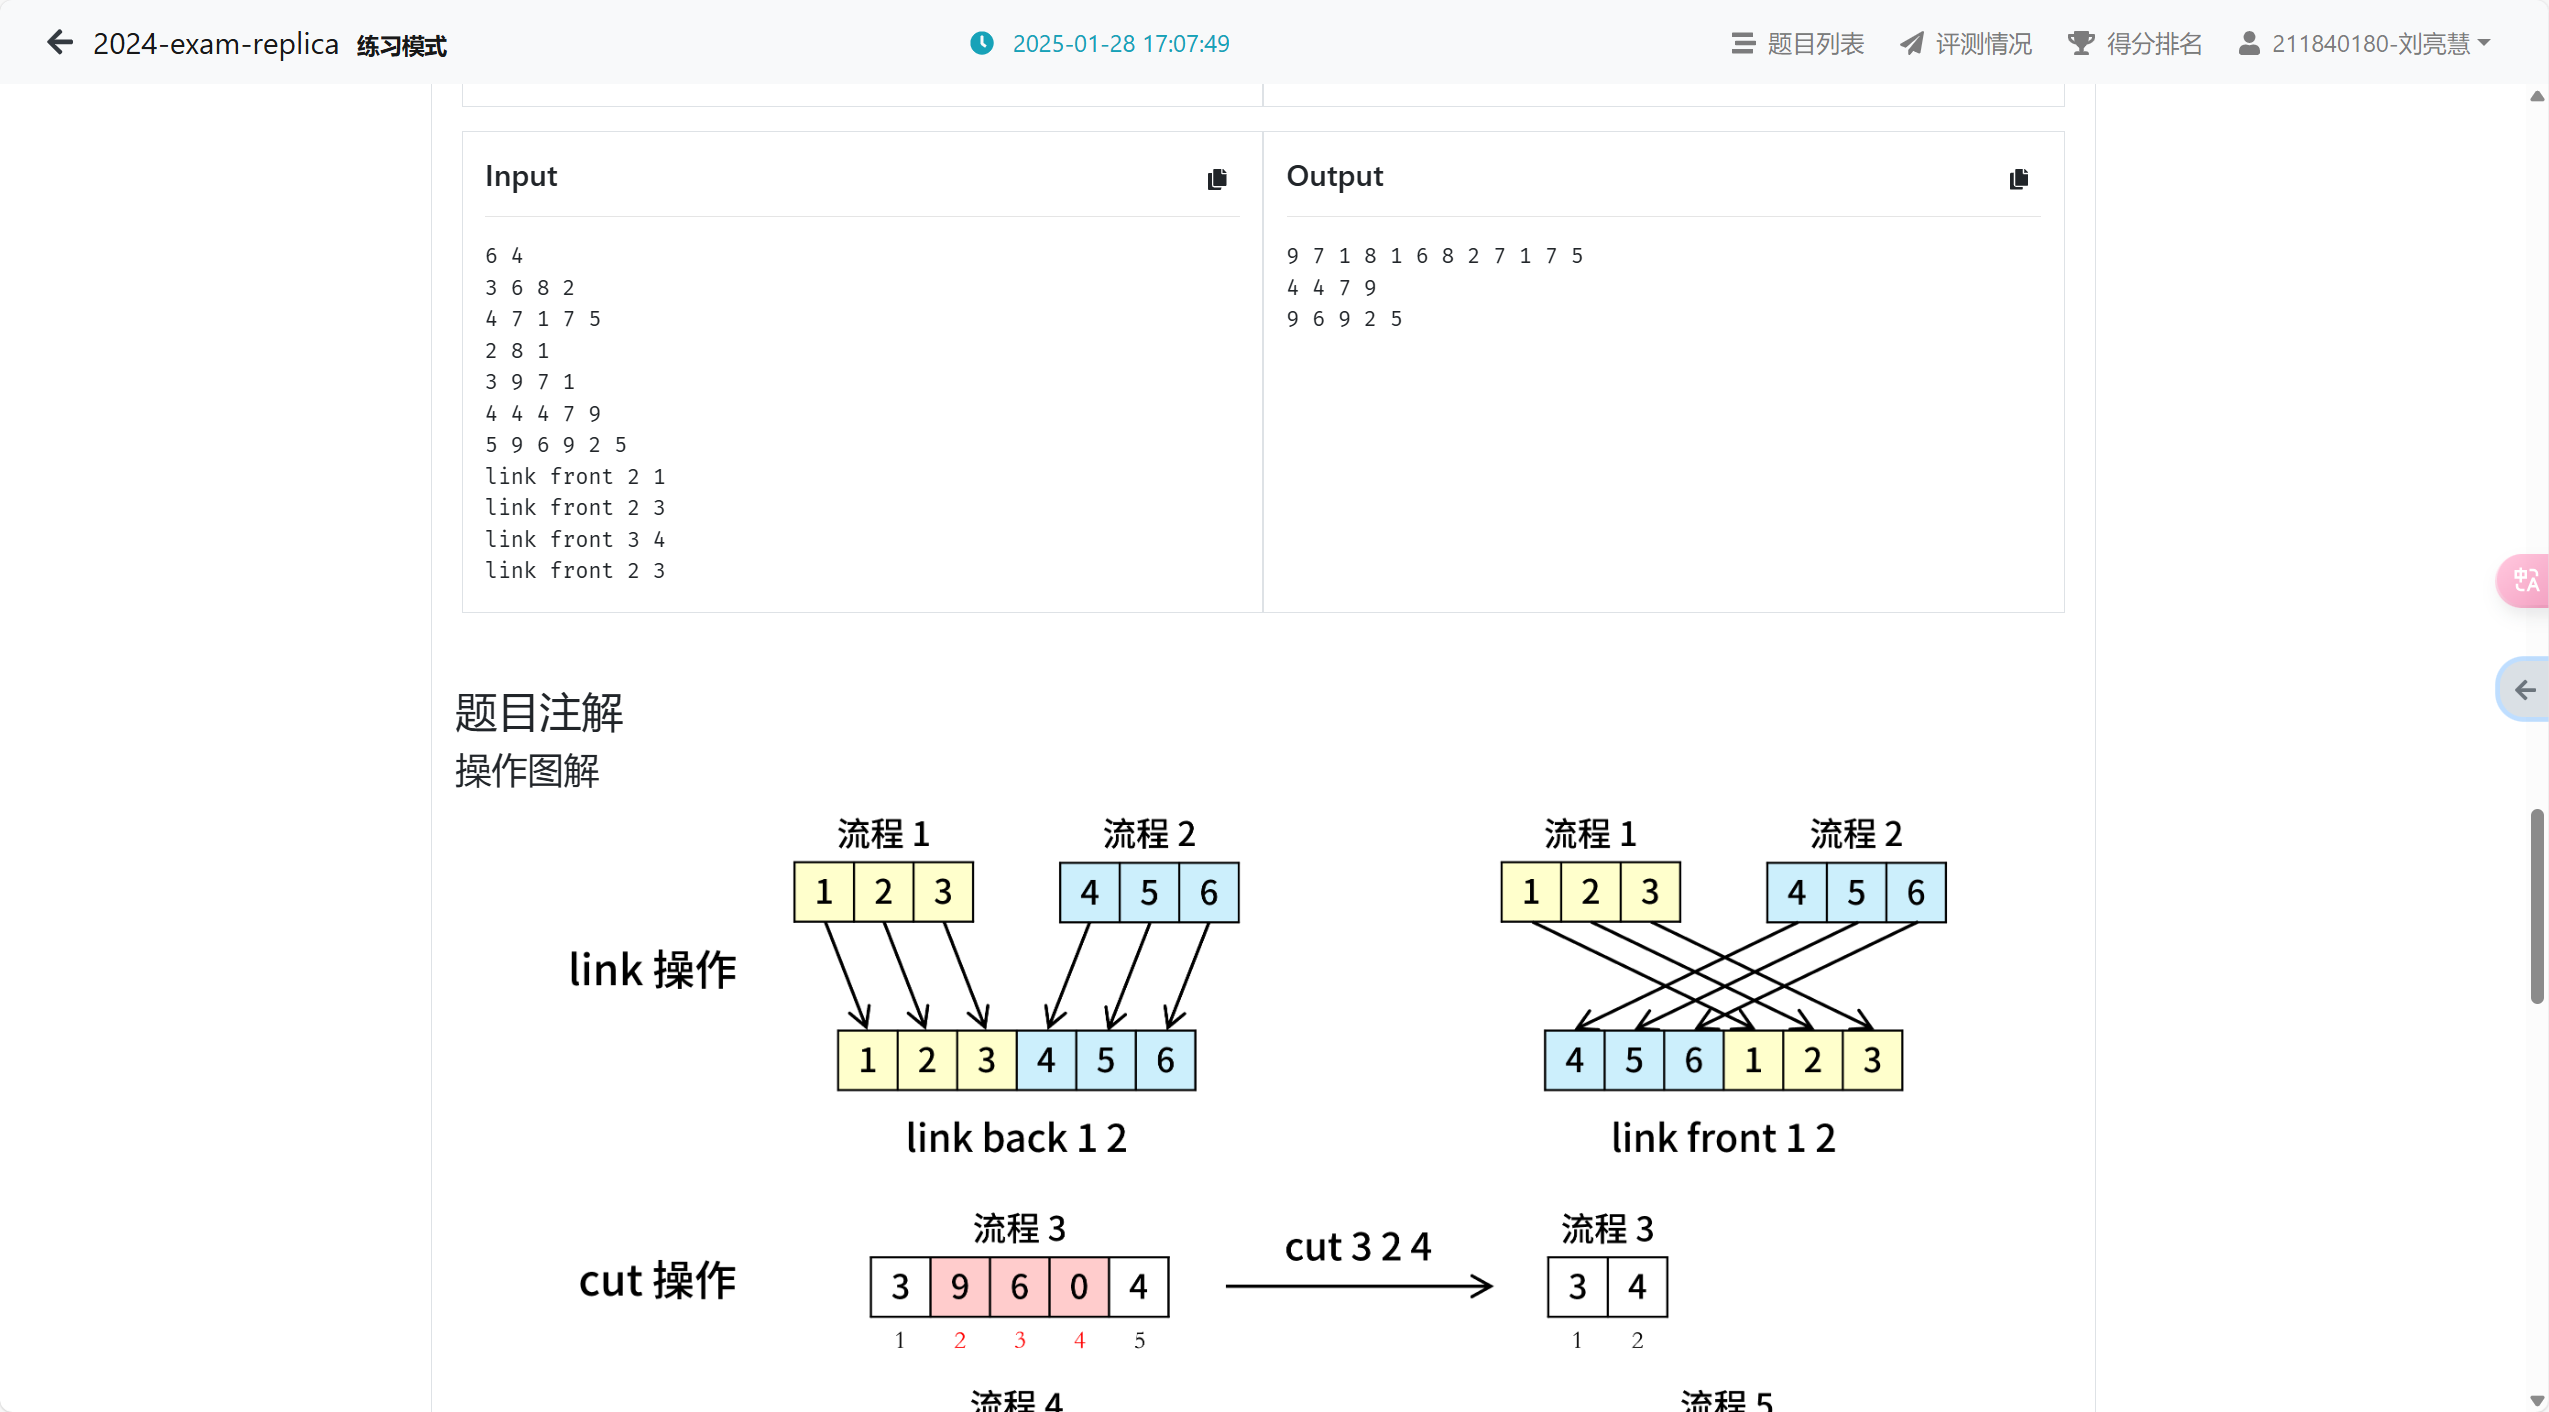 2024-exam-replica 练习模式
2025-01-28 17:07:49
题目列表
评测情况
得分排名
211840180-刘亮慧
Input
6 4
3 6 8 2
4 7 1 7 5
2 8 1
3 9 7 1
4 4 4 7 9
5 9 6 9 2 5
link front 2 1
link front 2 3
link front 3 4
link front 2 3
Output
9 7 1 8 1 6 8 2 7 1 7 5
4 4 7 9
9 6 9 2 5
题目注解
操作图解
流程 1 流程 2
1 2 3 4 5 6
link 操作
1 2 3 4 5 6
link back 1 2
流程 1 流程 2
1 2 3 4 5 6
4 5 6 1 2 3
link front 1 2
cut 操作
流程 3
3 9 6 0 4
1 2 3 4 5
cut 3 2 4
流程 3
3 4
1 2
流程 4
流程 5
中A